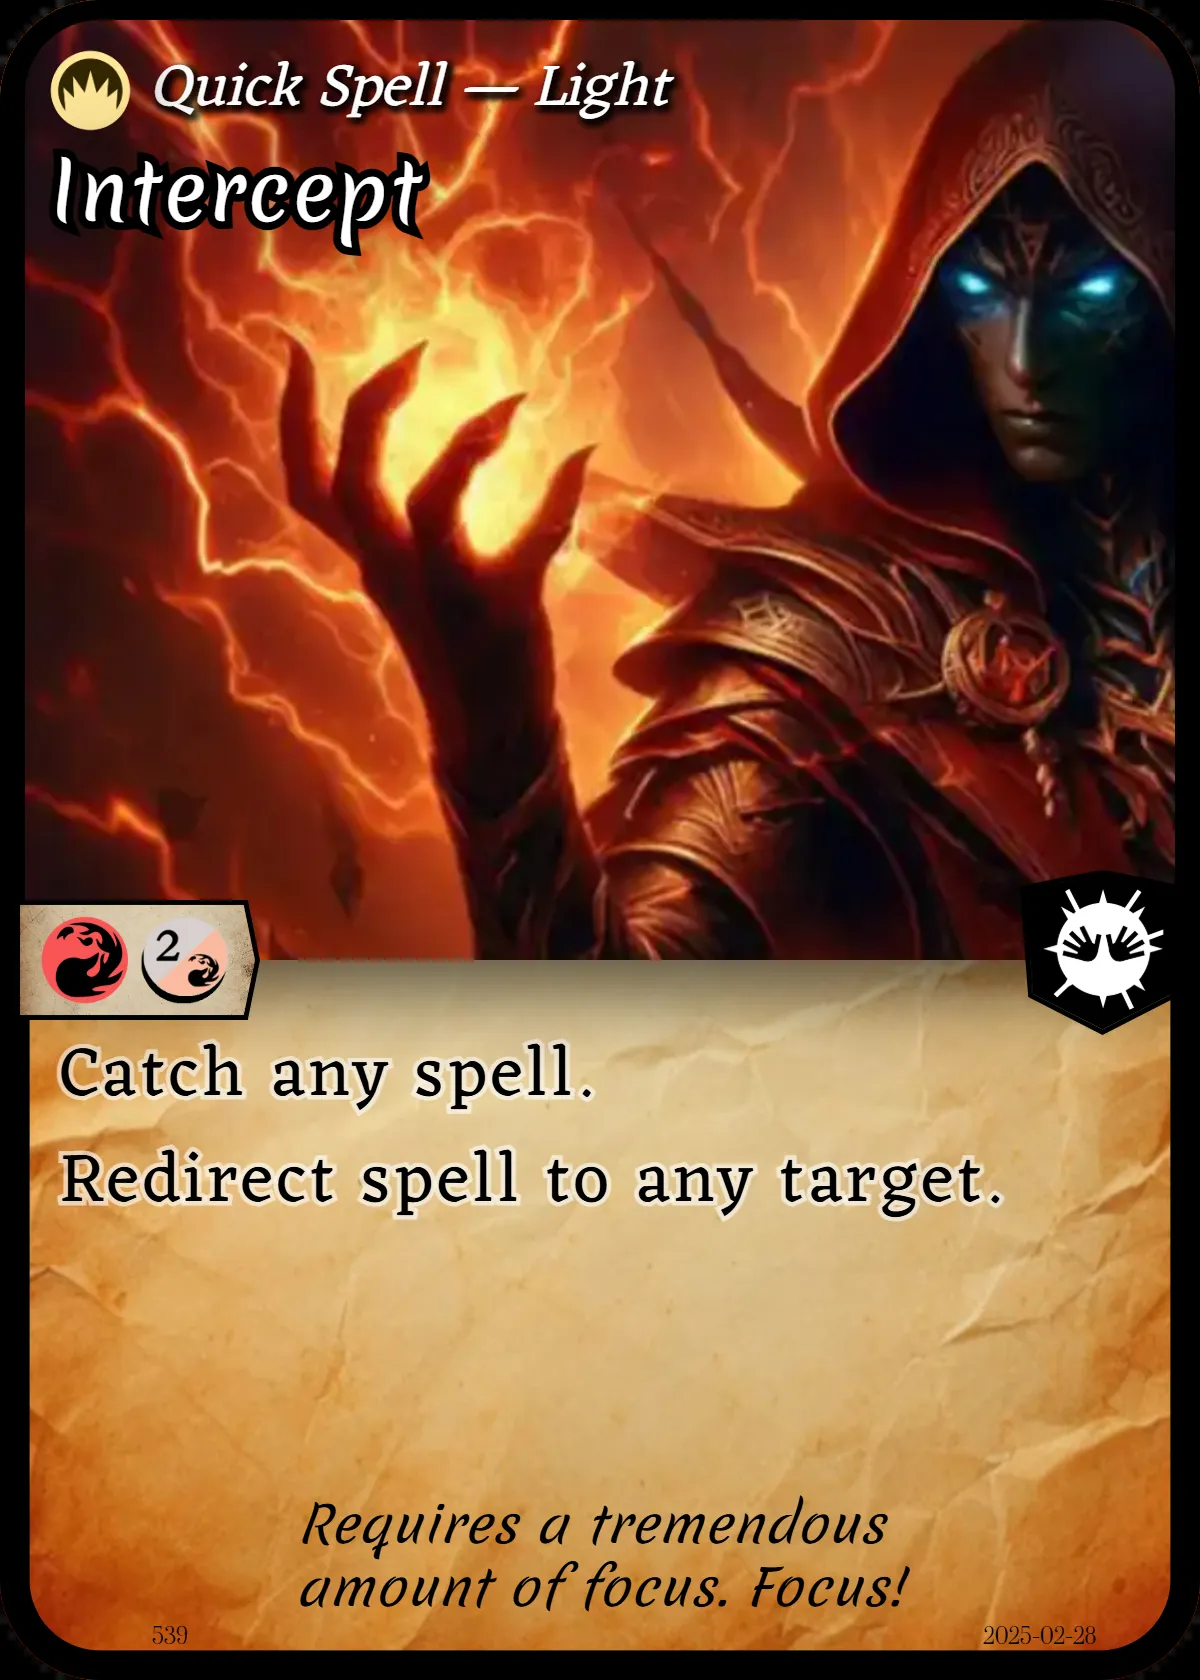 Quick Spell — Light
Intercept
2
Catch any spell.
Redirect spell to any target.
Requires a tremendous
amount of focus. Focus!
539
2025-02-28